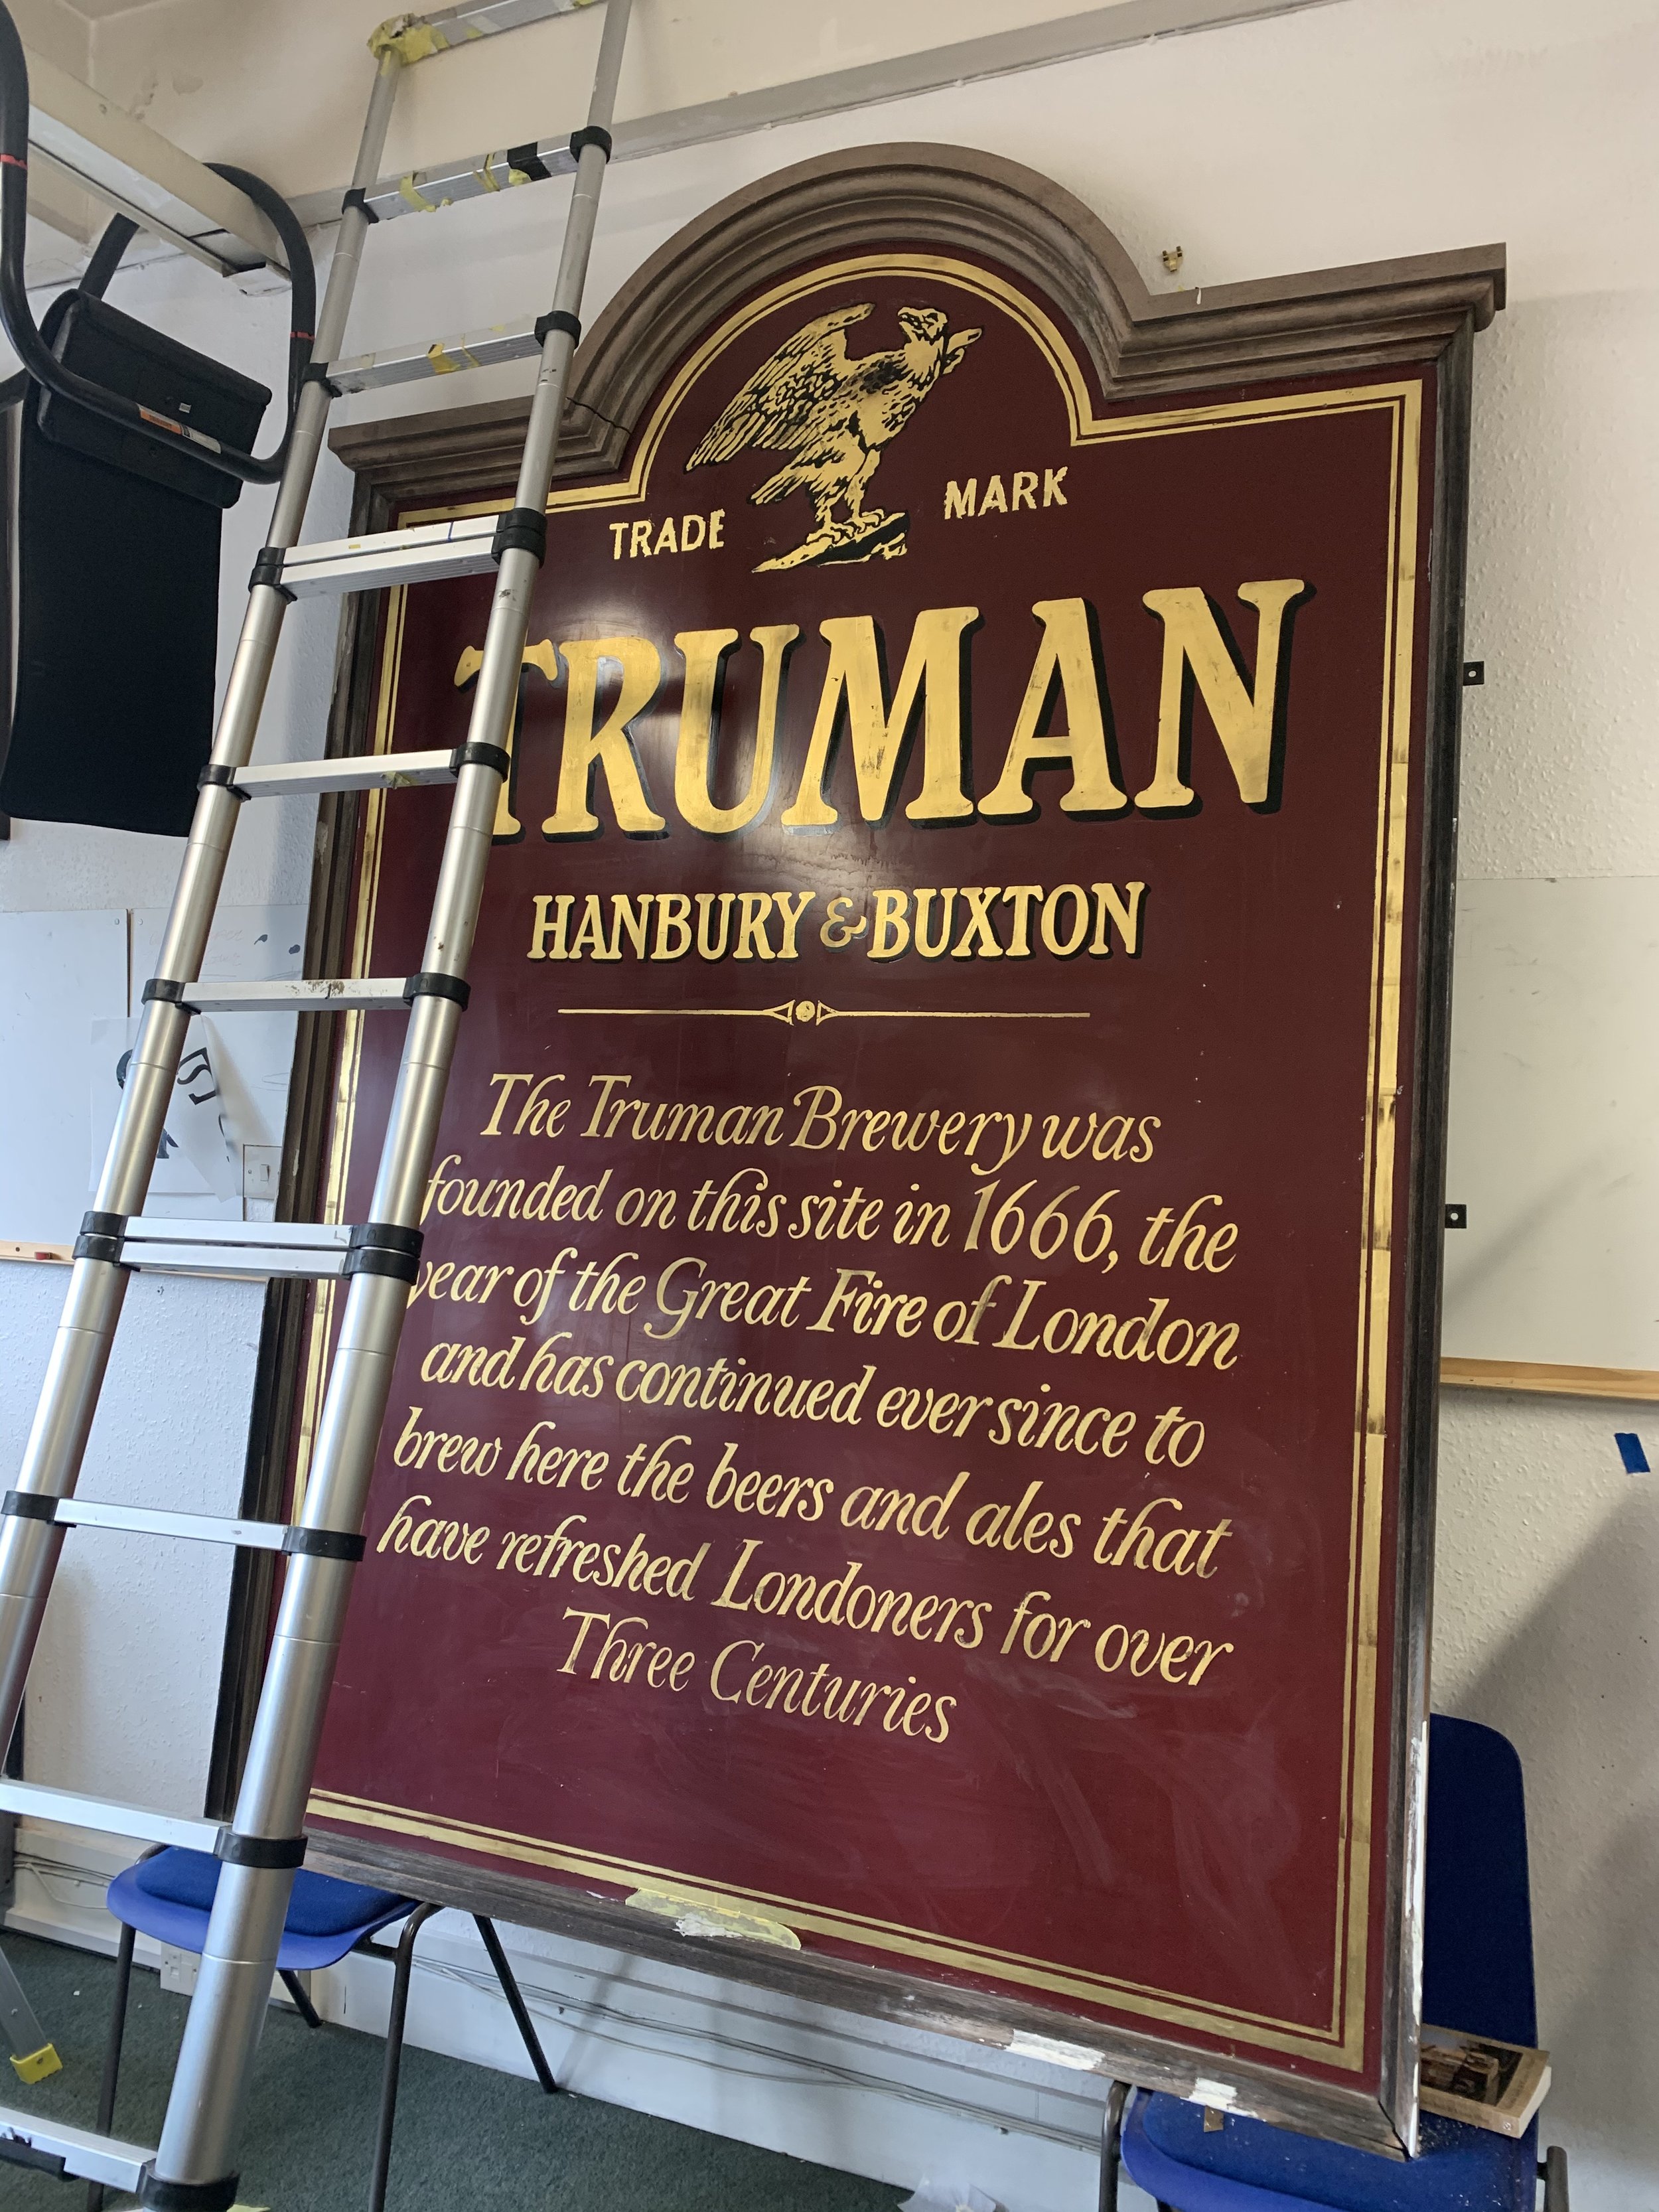 TRADE MARK
TRUMAN
HANBURY & BUXTON
The Truman Brewery was
founded on this site in 1666, the
year of the Great Fire of London
and has continued ever since to
brew here the beers and ales that
have refreshed Londoners for over
Three Centuries